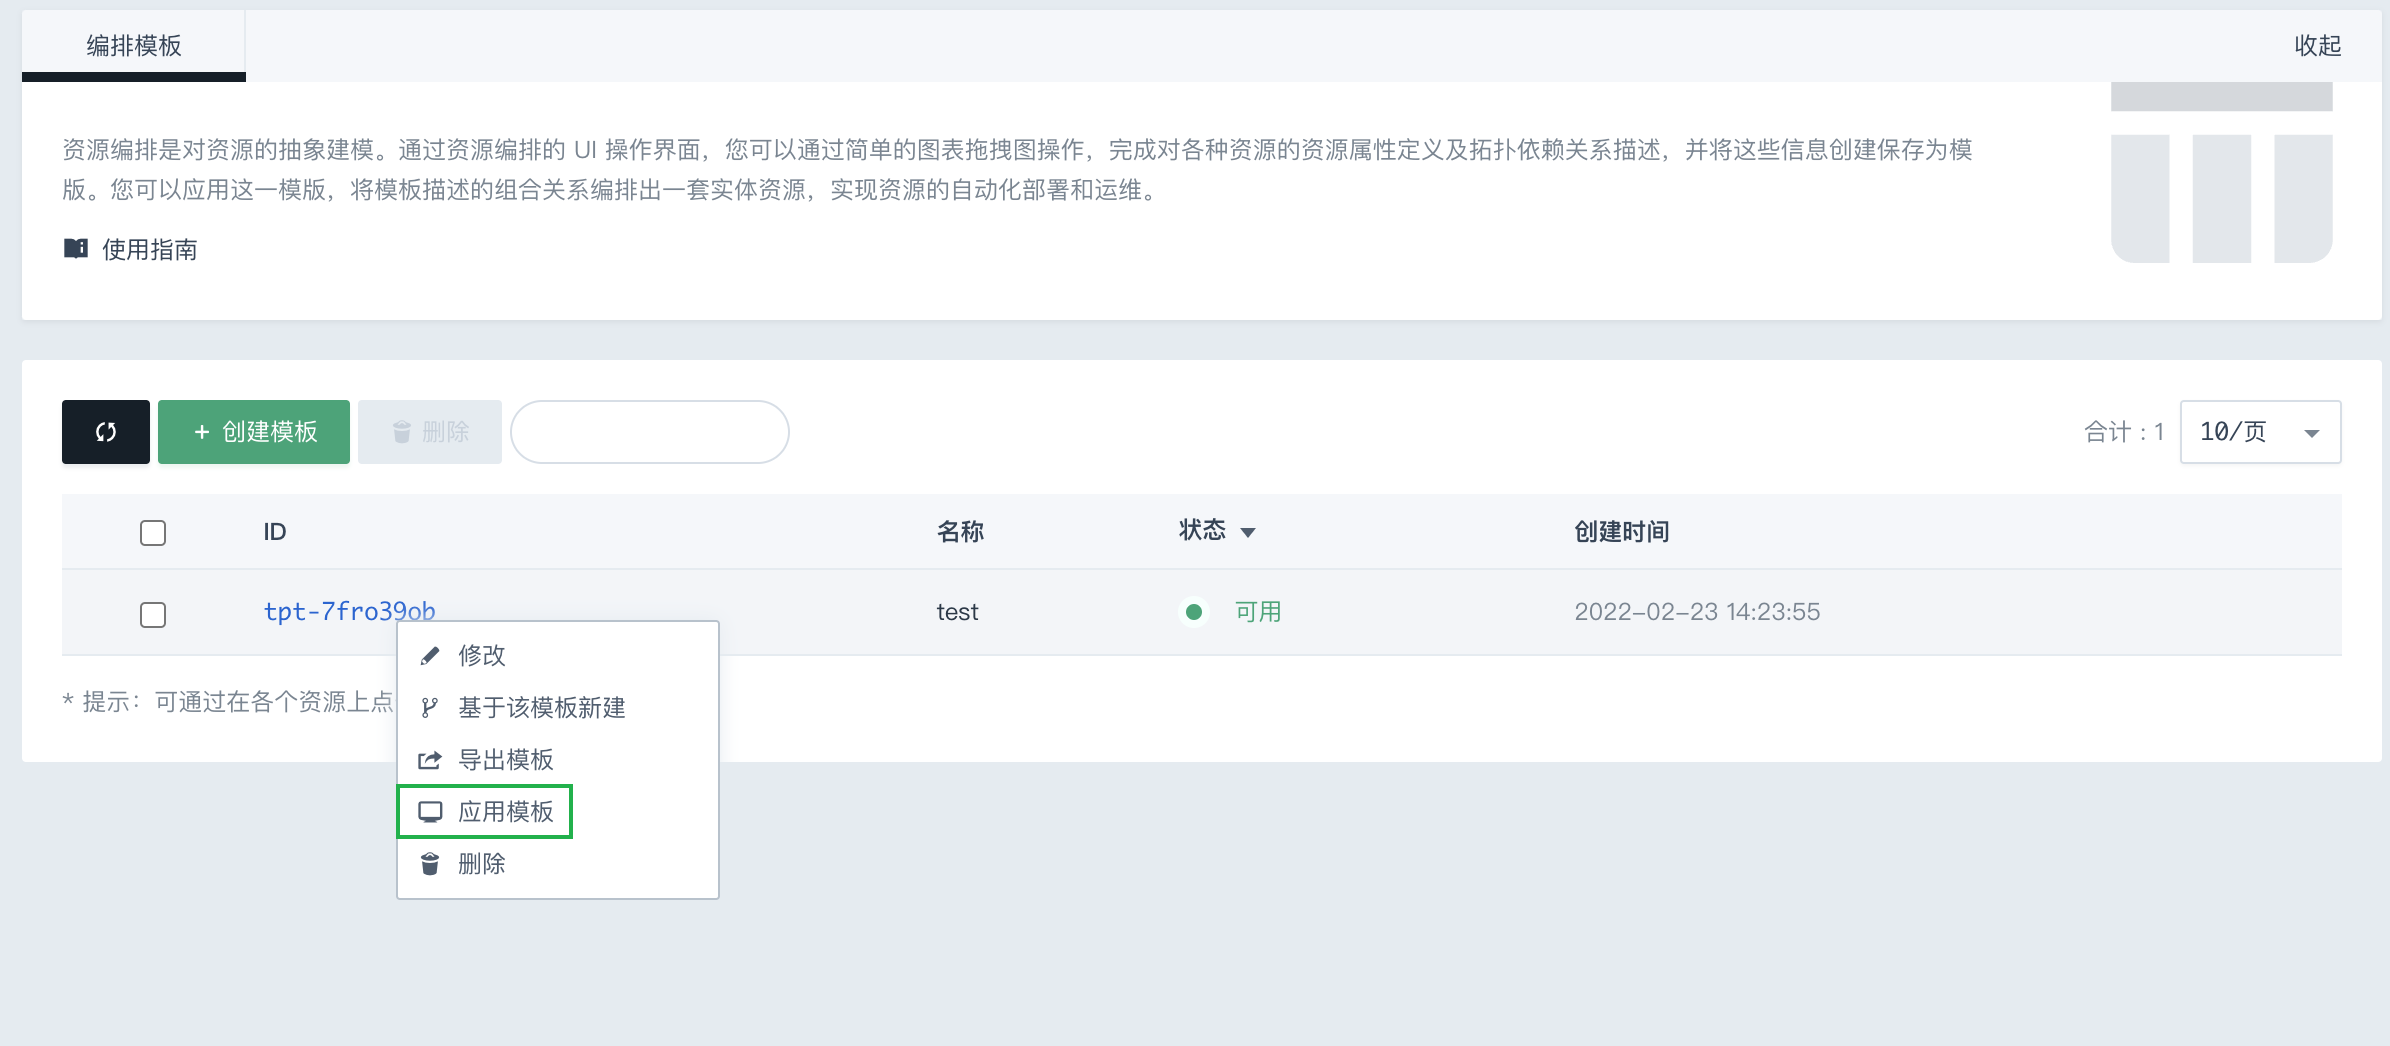 编排模板
收起
资源编排是对资源的抽象建模。通过资源编排的 UI 操作界面，您可以通过简单的图表拖拽图操作，完成对各种资源的资源属性定义及拓扑依赖关系描述，并将这些信息创建保存为模
版。您可以应用这一模版，将模板描述的组合关系编排出一套实体资源，实现资源的自动化部署和运维。
使用指南
+ 创建模板
删除
合计 : 1
10/页
ID 名称 状态 创建时间
tpt-7fro39ob test 可用 2022-02-23 14:23:55
* 提示：可通过在各个资源上点
修改
基于该模板新建
导出模板
应用模板
删除